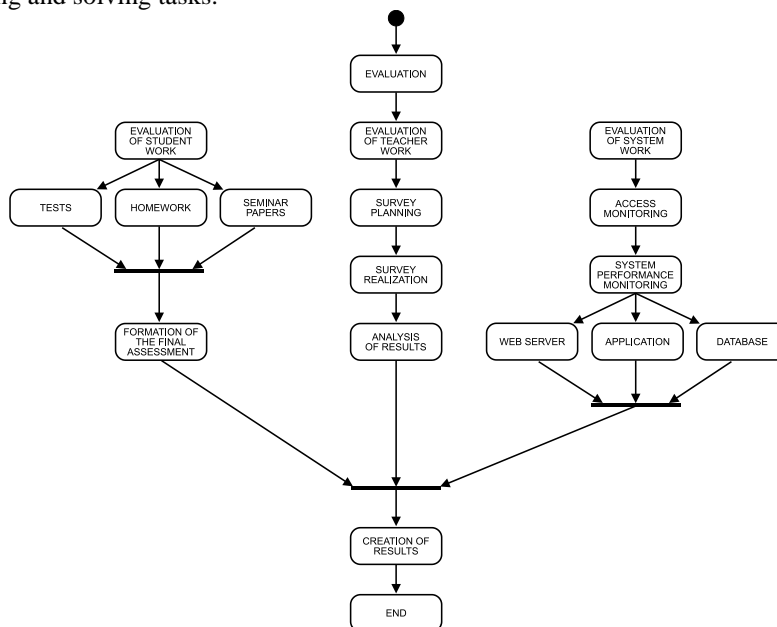 ng and solving tasks.
EVALUATION
EVALUATION
OF STUDENT
WORK
EVALUATION
OF TEACHER
WORK
EVALUATION
OF SYSTEM
WORK
TESTS
HOMEWORK
SEMINAR
PAPERS
SURVEY
PLANNING
ACCESS
MONITORING
SURVEY
REALIZATION
SYSTEM
PERFORMANCE
MONITORING
FORMATION OF
THE FINAL
ASSESSMENT
ANALYSIS
OF RESULTS
WEB SERVER
APPLICATION
DATABASE
CREATION OF
RESULTS
END